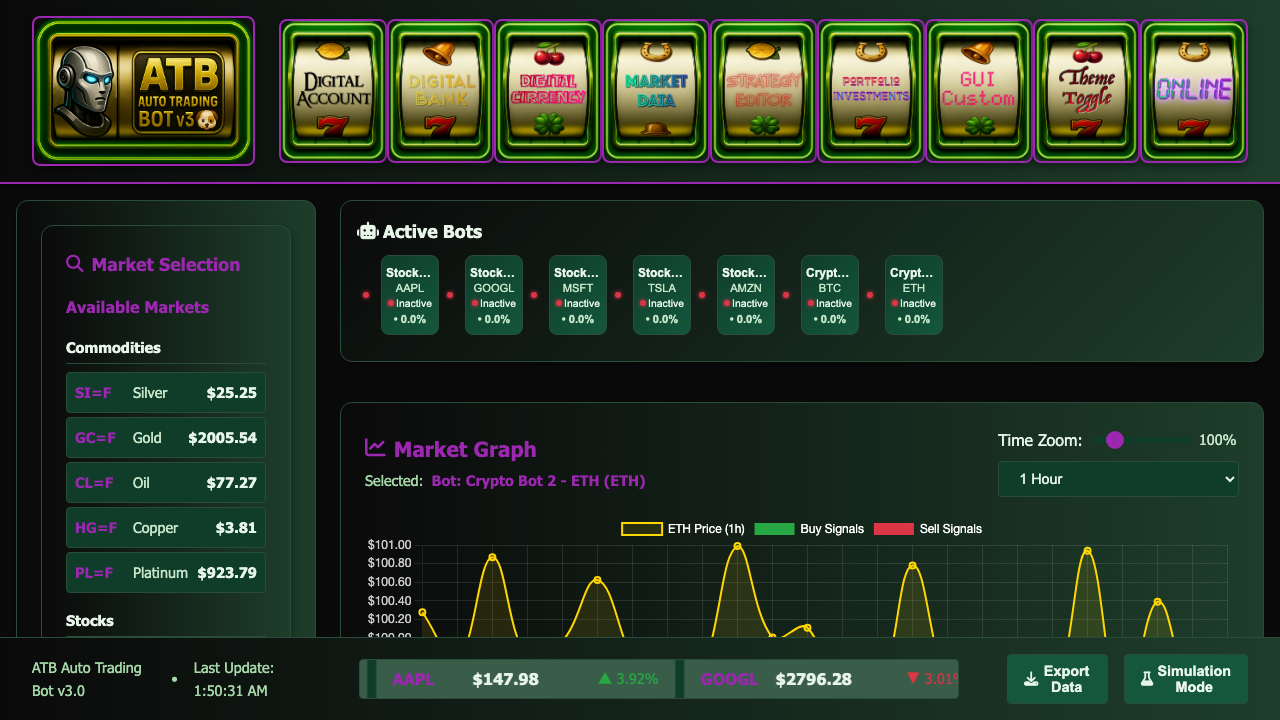 ATB
AUTO TRADING
BOT v3
DIGITAL
ACCOUNT
DIGITAL
BANK
DIGITAL
CURRENCY
MARKET
DATA
STRATEGY
EDITOR
PORTFOLIO
INVESTMENTS
GUI
Custom
Theme
Toggle
ONLINE
Market Selection
Available Markets
Commodities
SI=F Silver $25.25
GC=F Gold $2005.54
CL=F Oil $77.27
HG=F Copper $3.81
PL=F Platinum $923.79
Stocks
Active Bots
Stock... Stock... Stock... Stock... Stock... Crypt... Crypt...
AAPL GOOGL MSFT TSLA AMZN BTC ETH
Inactive Inactive Inactive Inactive Inactive Inactive Inactive
• 0.0% • 0.0% • 0.0% • 0.0% • 0.0% • 0.0% • 0.0%
Market Graph
Selected: Bot: Crypto Bot 2 - ETH (ETH)
Time Zoom: 100%
1 Hour
ETH Price (1h) Buy Signals Sell Signals
$101.00
$100.80
$100.60
$100.40
$100.20
$100.00
ATB Auto Trading
Bot v3.0
•
Last Update:
1:50:31 AM
AAPL $147.98 ▲ 3.92% GOOGL $2796.28 ▼ 3.01%
Export
Data
Simulation
Mode